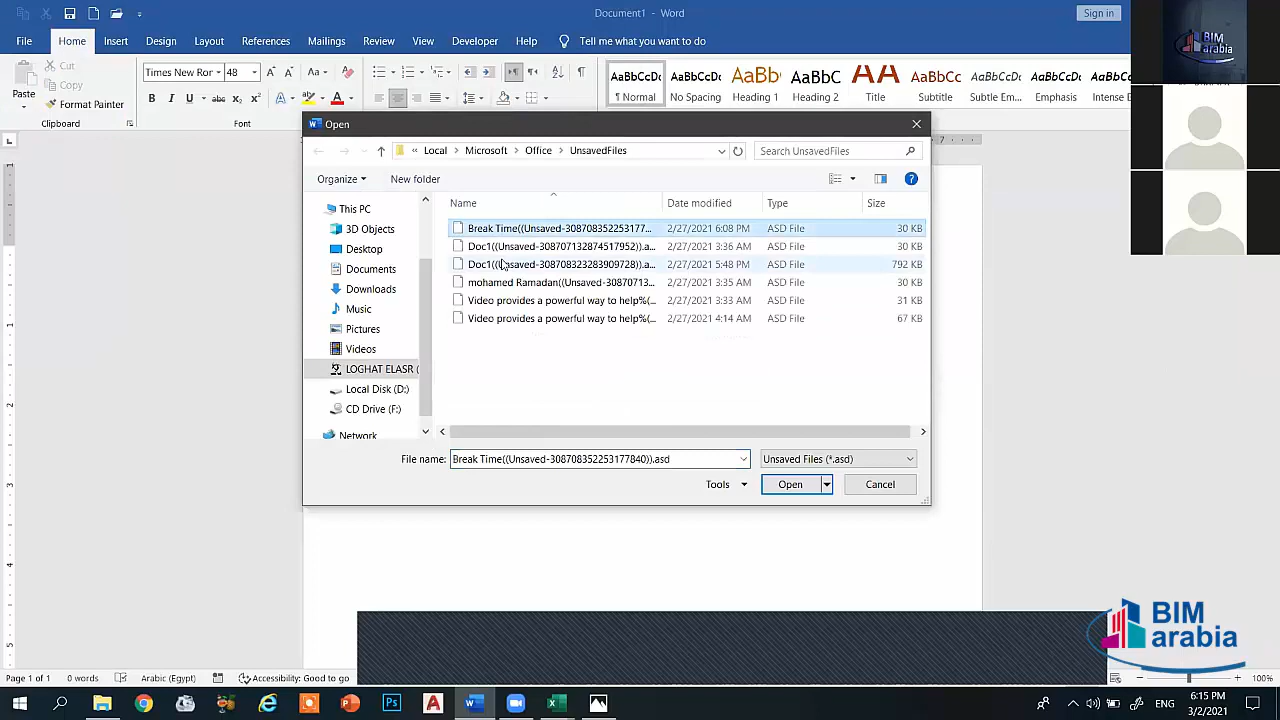 Document1 - Word
Sign in
File Home Insert Design Layout References Mailings Review View Developer Help Tell me what you want to do
Paste
Cut
Copy
Format Painter
Clipboard
Times New Ror 48
Font
AaBbCcDc AaBbCcDc AaBbC AaBbC AA AaBbCc AaBbCcDc AaBbCcDc AaBbCc
¶ Normal No Spacing Heading 1 Heading 2 Title Subtitle Subtle Em... Emphasis Intense E
BIM
arabia
Open
« Local > Microsoft > Office > UnsavedFiles
Search UnsavedFiles
Organize New folder
Name Date modified Type Size
This PC
3D Objects
Desktop
Documents
Downloads
Music
Pictures
Videos
LOGHAT ELASR (
Local Disk (D:)
CD Drive (F:)
Network
Break Time((Unsaved-308708352253177... 2/27/2021 6:08 PM ASD File 30 KB
Doc1((Unsaved-308707132874517952)).a... 2/27/2021 3:36 AM ASD File 30 KB
Doc1((Unsaved-308708323283909728)).a... 2/27/2021 5:48 PM ASD File 792 KB
mohamed Ramadan((Unsaved-30870713... 2/27/2021 3:35 AM ASD File 30 KB
Video provides a powerful way to help%(... 2/27/2021 3:33 AM ASD File 31 KB
Video provides a powerful way to help%(... 2/27/2021 4:14 AM ASD File 67 KB
File name: Break Time((Unsaved-308708352253177840)).asd
Unsaved Files (*.asd)
Tools Open Cancel
BIM
arabia
Page 1 of 1 0 words Arabic (Egypt) Accessibility: Good to go 100%
ENG
6:15 PM
3/2/2021